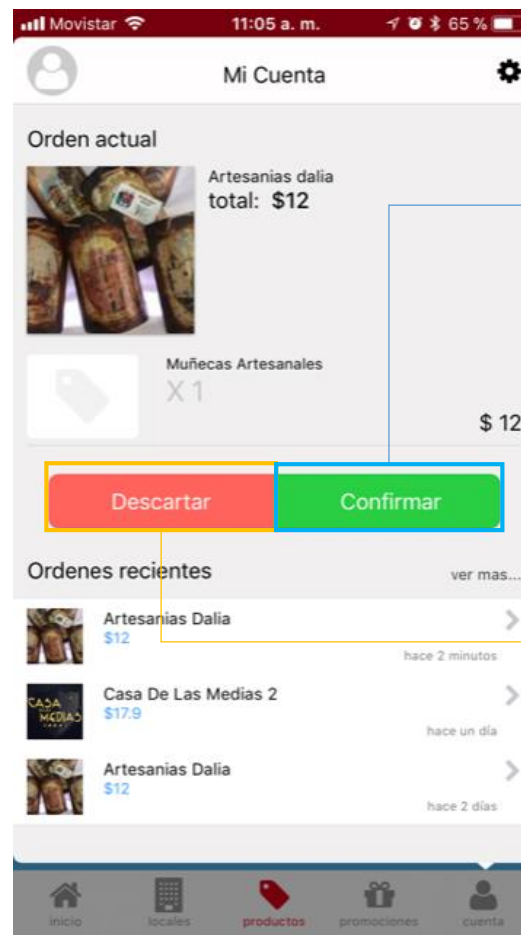 Movistar 11:05 a. m. 65 %
Mi Cuenta
Orden actual
Artesanias dalia
total: $12
Muñecas Artesanales
X 1
$ 12
Descartar Confirmar
Ordenes recientes ver mas...
Artesanias Dalia
$12
hace 2 minutos
CASA
MEDIAS
Casa De Las Medias 2
$17.9
hace un día
Artesanias Dalia
$12
hace 2 días
inicio locales productos promociones cuenta